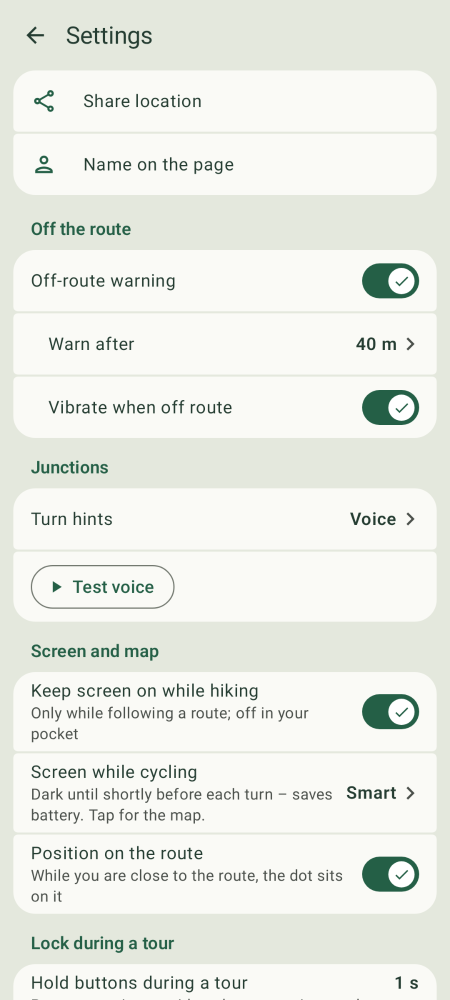 Settings
Share location
Name on the page
Off the route
Off-route warning
Warn after
40 m
Vibrate when off route
Junctions
Turn hints
Voice
Test voice
Screen and map
Keep screen on while hiking
Only while following a route; off in your
pocket
Screen while cycling
Dark until shortly before each turn – saves
battery. Tap for the map.
Smart
Position on the route
While you are close to the route, the dot sits
on it
Lock during a tour
Hold buttons during a tour
1 s